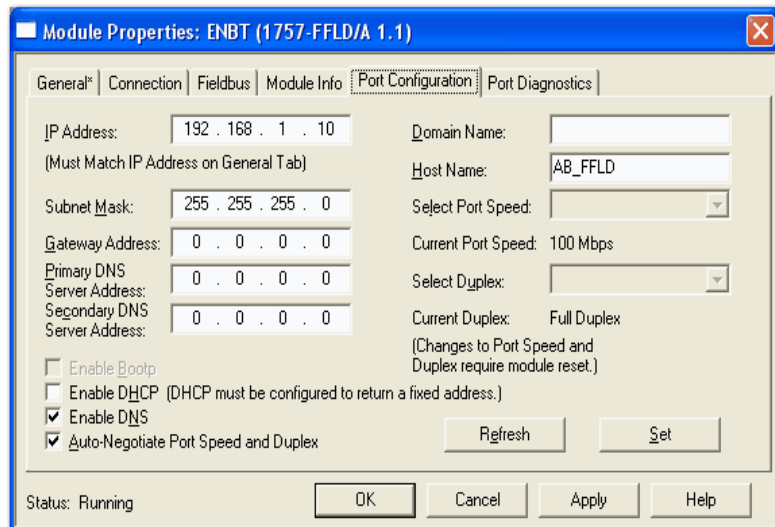 Module Properties: ENBT (1757-FFLD/A 1.1)
General* Connection Fieldbus Module Info Port Configuration Port Diagnostics
IP Address: 192 . 168 . 1 . 10
(Must Match IP Address on General Tab)
Subnet Mask: 255 . 255 . 255 . 0
Gateway Address: 0 . 0 . 0 . 0
Primary DNS
Server Address: 0 . 0 . 0 . 0
Secondary DNS
Server Address: 0 . 0 . 0 . 0
Domain Name:
Host Name: AB_FFLD
Select Port Speed:
Current Port Speed: 100 Mbps
Select Duplex:
Current Duplex: Full Duplex
(Changes to Port Speed and
Duplex require module reset.)
Enable Bootp
Enable DHCP (DHCP must be configured to return a fixed address.)
Enable DNS
Auto-Negotiate Port Speed and Duplex
Refresh Set
Status: Running
OK Cancel Apply Help